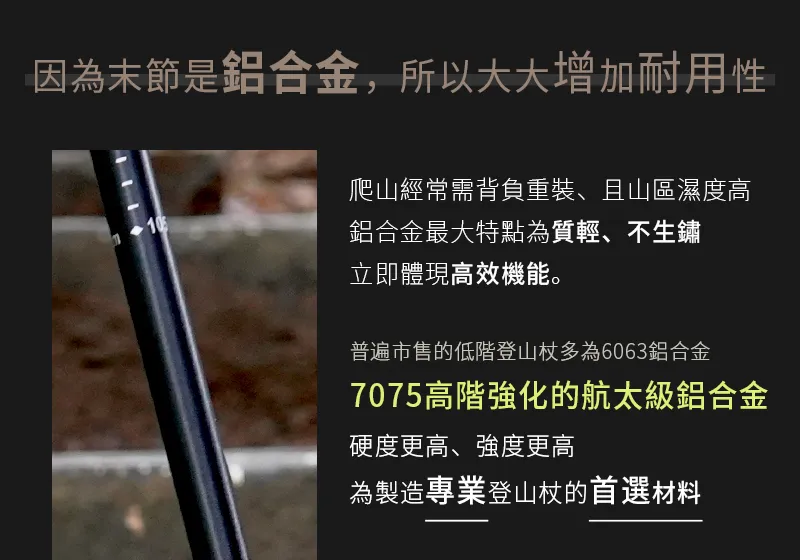 因為末節是鋁合金，所以大大增加耐用性
105
爬山經常需背負重裝、且山區濕度高
鋁合金最大特點為質輕、不生鏽
立即體現高效機能。
普遍市售的低階登山杖多為6063鋁合金
7075高階強化的航太級鋁合金
硬度更高、強度更高
為製造專業登山杖的首選材料